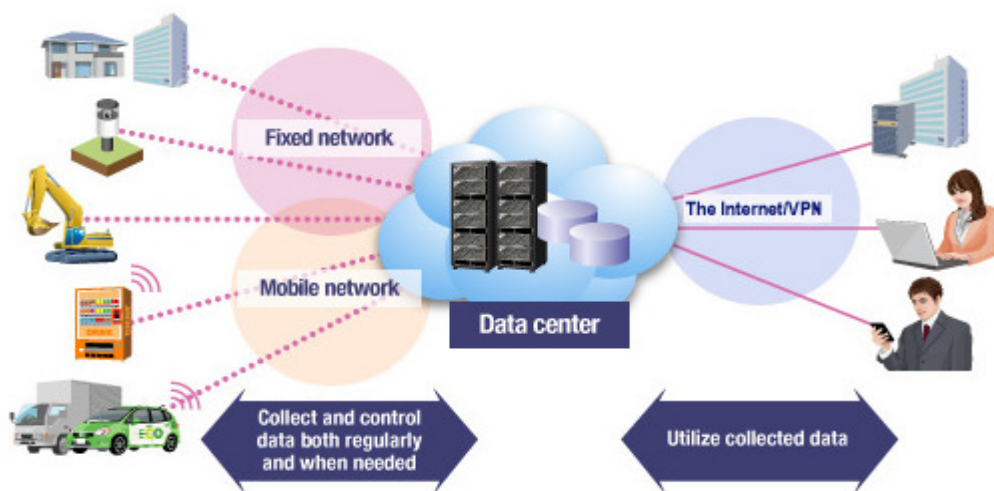 Fixed network
Mobile network
Data center
The Internet/VPN
ECO
Collect and control
data both regularly
and when needed
Utilize collected data